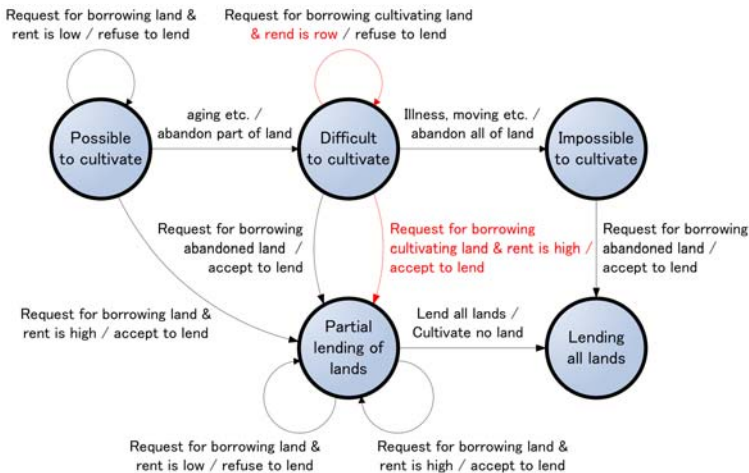 Request for borrowing land &
rent is low / refuse to lend
Request for borrowing cultivating land
& rend is row / refuse to lend
Possible
to cultivate
aging etc. /
abandon part of land
Difficult
to cultivate
Illness, moving etc. /
abandon all of land
Impossible
to cultivate
Request for borrowing
abandoned land /
accept to lend
Request for borrowing
cultivating land & rent is high /
accept to lend
Request for borrowing
abandoned land /
accept to lend
Request for borrowing land &
rent is high / accept to lend
Partial
lending of
lands
Lend all lands /
Cultivate no land
Lending
all lands
Request for borrowing land &
rent is low / refuse to lend
Request for borrowing land &
rent is high / accept to lend